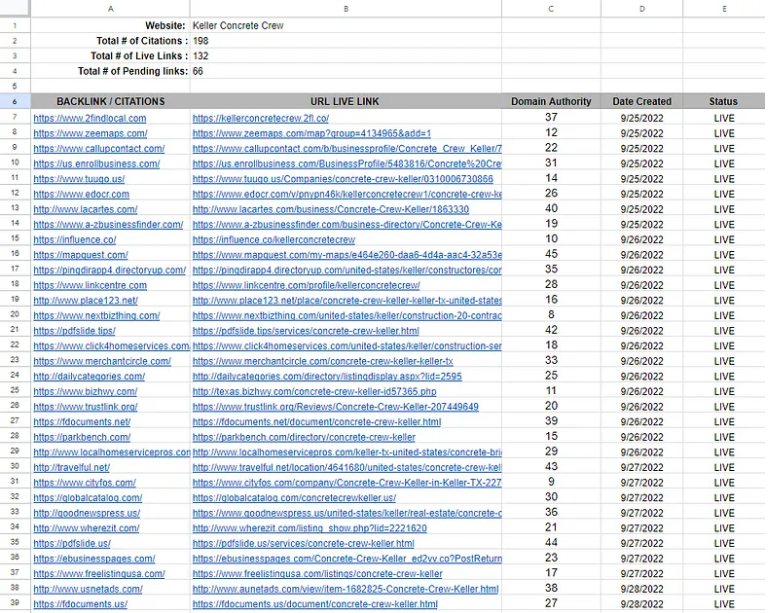 A B C D E
1 Website: Keller Concrete Crew
2 Total # of Citations : 198
3 Total # of Live Links : 132
4 Total # of Pending links: 66
5
6 BACKLINK / CITATIONS URL LIVE LINK Domain Authority Date Created Status
7 https://www.2findlocal.com https://kellerconcretecrew.2fl.co/ 37 9/25/2022 LIVE
8 https://www.zeemaps.com/ https://www.zeemaps.com/map?group=4134965&add=1 12 9/25/2022 LIVE
9 https://www.callupcontact.com/ https://www.callupcontact.com/b/businessprofile/Concrete_Crew_Keller/7 22 9/25/2022 LIVE
10 https://us.enrollbusiness.com/ https://us.enrollbusiness.com/BusinessProfile/5483816/Concrete%20Cre 31 9/25/2022 LIVE
11 https://www.tuugo.us/ https://www.tuugo.us/Companies/concrete-crew-keller/0310006730866 14 9/25/2022 LIVE
12 https://www.edocr.com https://www.edocr.com/v/pnypn46k/kellerconcretecrew1/concrete-crew-ke 26 9/25/2022 LIVE
13 http://www.lacartes.com/ http://www.lacartes.com/business/Concrete-Crew-Keller/1863330 40 9/25/2022 LIVE
14 https://www.a-zbusinessfinder.com/ https://www.a-zbusinessfinder.com/business-directory/Concrete-Crew-Ke 19 9/25/2022 LIVE
15 https://influence.co/ https://influence.co/kellerconcretecrew 10 9/26/2022 LIVE
16 https://mapquest.com/ https://www.mapquest.com/my-maps/e464e260-daa6-4d4a-aac4-32a53e 45 9/26/2022 LIVE
17 https://pingdirapp4.directoryup.com/ https://pingdirapp4.directoryup.com/united-states/keller/constructores/cor 35 9/26/2022 LIVE
18 https://www.linkcentre.com https://www.linkcentre.com/profile/kellerconcretecrew/ 28 9/26/2022 LIVE
19 http://www.place123.net/ http://www.place123.net/place/concrete-crew-keller-keller-tx-united-states 16 9/26/2022 LIVE
20 https://www.nextbizthing.com/ https://www.nextbizthing.com/united-states/keller/construction-20-contrac 8 9/26/2022 LIVE
21 https://pdfslide.tips/ https://pdfslide.tips/services/concrete-crew-keller.html 42 9/26/2022 LIVE
22 https://www.click4homeservices.com, https://www.click4homeservices.com/united-states/keller/construction-ser 18 9/26/2022 LIVE
23 https://www.merchantcircle.com/ https://www.merchantcircle.com/concrete-crew-keller-keller-tx 33 9/26/2022 LIVE
24 http://dailycategories.com/ http://dailycategories.com/directory/listingdisplay.aspx?lid=2595 25 9/26/2022 LIVE
25 https://www.bizhwy.com/ http://texas.bizhwy.com/concrete-crew-keller-id57365.php 11 9/26/2022 LIVE
26 https://www.trustlink.org/ https://www.trustlink.org/Reviews/Concrete-Crew-Keller-207449649 20 9/26/2022 LIVE
27 https://fdocuments.net/ https://fdocuments.net/document/concrete-crew-keller.html 39 9/26/2022 LIVE
28 https://parkbench.com/ https://parkbench.com/directory/concrete-crew-keller 15 9/26/2022 LIVE
29 http://www.localhomeservicepros.con http://www.localhomeservicepros.com/keller-tx-united-states/concrete-bri 29 9/26/2022 LIVE
30 http://travelful.net/ http://www.travelful.net/location/4641680/united-states/concrete-crew-kel 43 9/27/2022 LIVE
31 https://www.cityfos.com/ https://www.cityfos.com/company/Concrete-Crew-Keller-in-Keller-TX-227 9 9/27/2022 LIVE
32 https://globalcatalog.com/ https://globalcatalog.com/concretecrewkeller.us/ 30 9/27/2022 LIVE
33 http://goodnewspress.us/ https://www.goodnewspress.us/united-states/keller/real-estate/concrete-c 36 9/27/2022 LIVE
34 http://www.wherezit.com/ http://www.wherezit.com/listing_show.php?lid=2221620 21 9/27/2022 LIVE
35 https://pdfslide.us/ https://pdfslide.us/services/concrete-crew-keller.html 44 9/27/2022 LIVE
36 https://ebusinesspages.com/ https://ebusinesspages.com/Concrete-Crew-Keller_ed2vy.co?PostReturn 23 9/27/2022 LIVE
37 https://www.freelistingusa.com/ https://www.freelistingusa.com/listings/concrete-crew-keller 17 9/27/2022 LIVE
38 http://www.usnetads.com/ http://www.aunetads.com/view/item-1682825-Concrete-Crew-Keller.html 38 9/28/2022 LIVE
39 https://fdocuments.us/ https://fdocuments.us/document/concrete-crew-keller.html 27 9/28/2022 LIVE